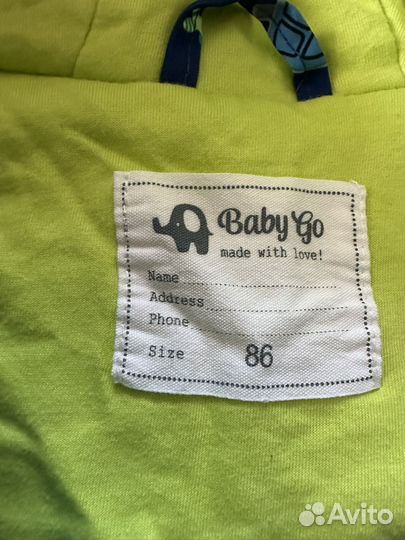 Baby Go
made with love!
Name
Address
Phone
Size 86
Avito